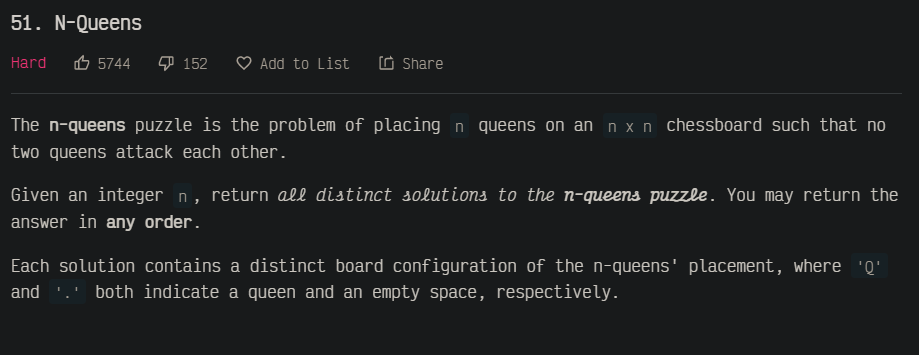 51. N-Queens
Hard 5744 152 Add to List Share
The n-queens puzzle is the problem of placing n queens on an n x n chessboard such that no
two queens attack each other.
Given an integer n, return all distinct solutions to the n-queens puzzle. You may return the
answer in any order.
Each solution contains a distinct board configuration of the n-queens' placement, where 'Q'
and '.' both indicate a queen and an empty space, respectively.